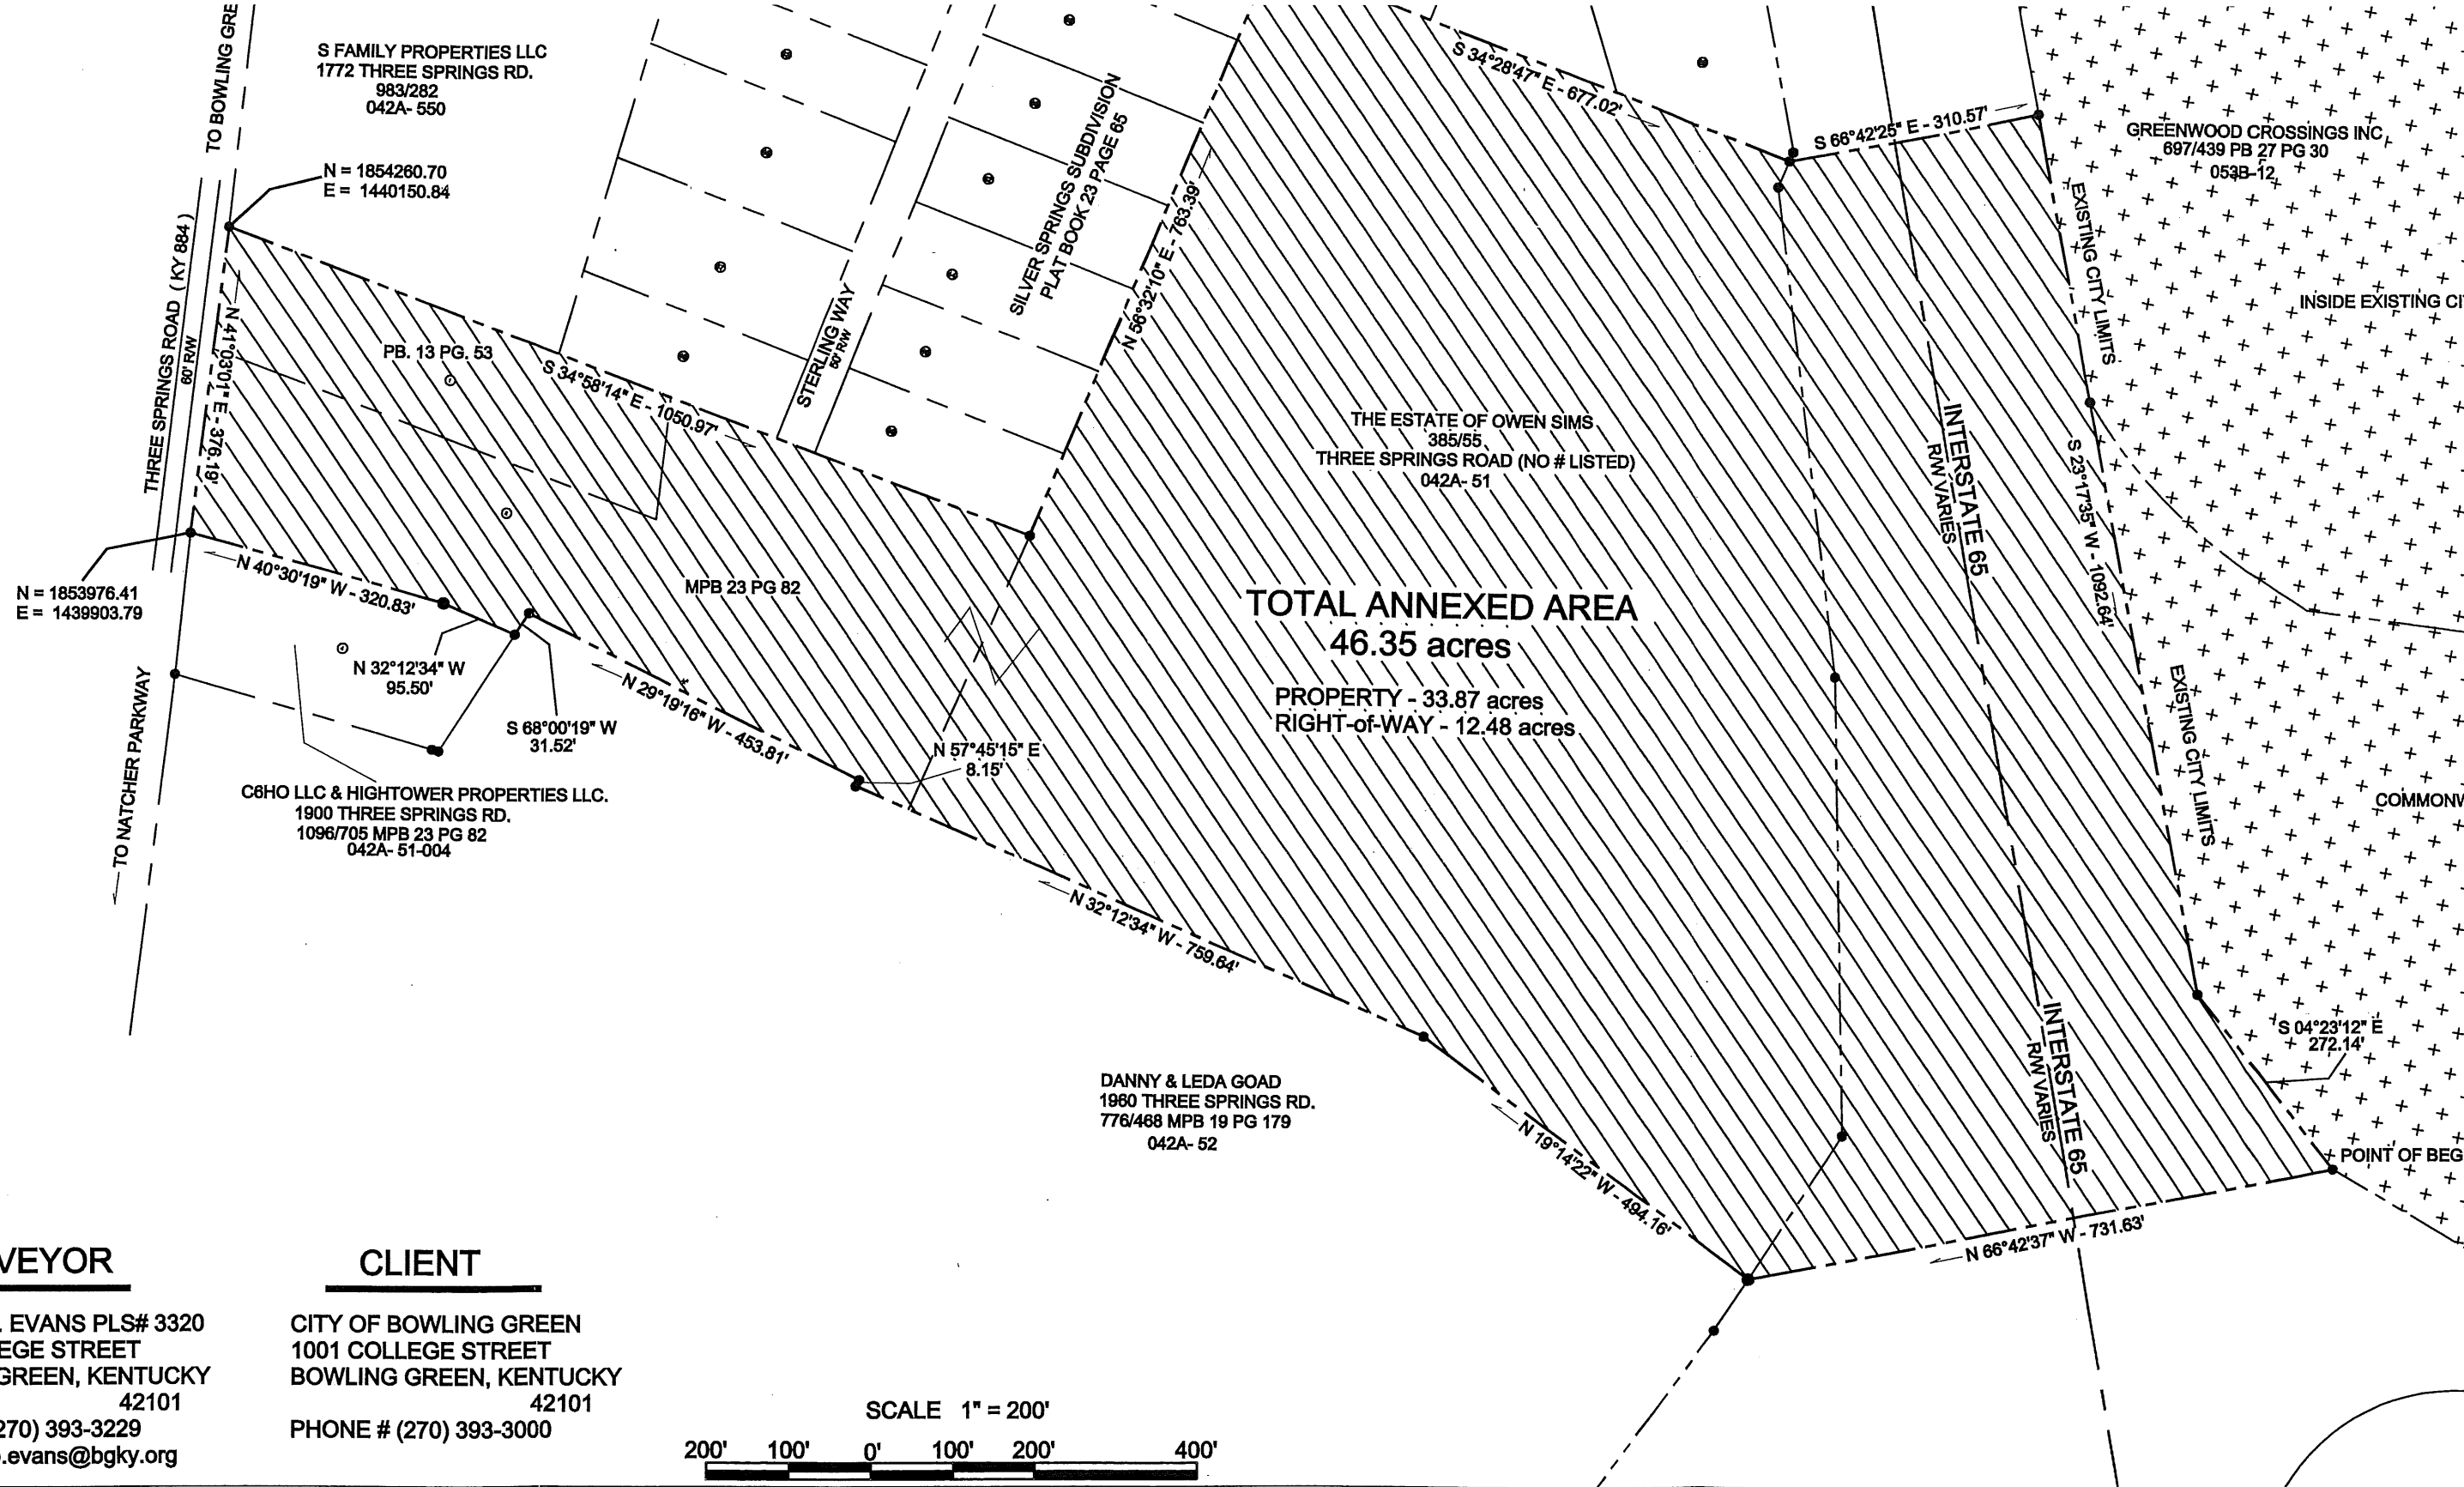 TO BOWLING GRE
S FAMILY PROPERTIES LLC
1772 THREE SPRINGS RD.
983/282
042A- 550
N = 1854260.70
E = 1440150.84
THREE SPRINGS ROAD ( KY 884 )
60' R/W
N 41°03'01" E - 376.19'
PB. 13 PG. 53
S 34°58'14" E - 1050.97'
STERLING WAY
50' R/W
SILVER SPRINGS SUBDIVISION
PLAT BOOK 23 PAGE 65
N 56°32'10" E - 763.39'
S 34°28'47" E - 677.02'
S 66°42'25" E - 310.57'
GREENWOOD CROSSINGS INC
697/439 PB 27 PG 30
053B-12
EXISTING CITY LIMITS
INSIDE EXISTING CI
INTERSTATE 65
R/W VARIES
S 23°17'35" W - 1092.64'
THE ESTATE OF OWEN SIMS
385/55
THREE SPRINGS ROAD (NO # LISTED)
042A- 51
N = 1853976.41
E = 1439903.79
N 40°30'19" W - 320.83'
MPB 23 PG 82
TOTAL ANNEXED AREA
46.35 acres
PROPERTY - 33.87 acres
RIGHT-of-WAY - 12.48 acres
N 32°12'34" W
95.50'
S 68°00'19" W
31.52'
N 29°19'16" W - 453.81'
N 57°45'15" E
8.15'
TO NATCHER PARKWAY
C6HO LLC & HIGHTOWER PROPERTIES LLC.
1900 THREE SPRINGS RD.
1096/705 MPB 23 PG 82
042A- 51-004
EXISTING CITY LIMITS
COMMONW
N 32°12'34" W - 759.64'
INTERSTATE 65
R/W VARIES
S 04°23'12" E
272.14'
DANNY & LEDA GOAD
1960 THREE SPRINGS RD.
776/468 MPB 19 PG 179
042A- 52
N 19°14'22" W - 494.16'
POINT OF BEG
N 66°42'37" W - 731.63'
VEYOR
. EVANS PLS# 3320
EGE STREET
GREEN, KENTUCKY
42101
270) 393-3229
.evans@bgky.org
CLIENT
CITY OF BOWLING GREEN
1001 COLLEGE STREET
BOWLING GREEN, KENTUCKY
42101
PHONE # (270) 393-3000
SCALE 1" = 200'
200' 100' 0' 100' 200' 400'